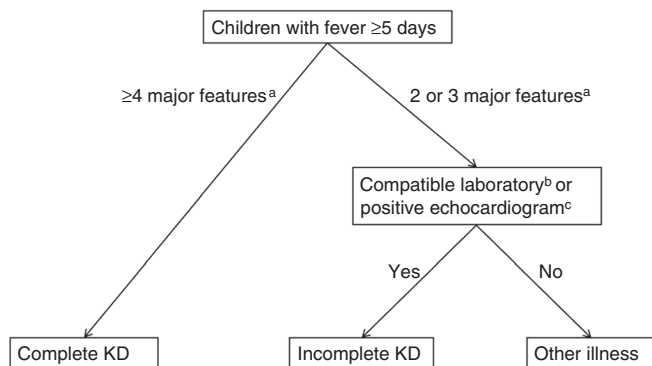 Children with fever ≥5 days
≥4 major featuresᵃ
2 or 3 major featuresᵃ
Compatible laboratoryᵇ or
positive echocardiogramᶜ
Yes
No
Complete KD
Incomplete KD
Other illness